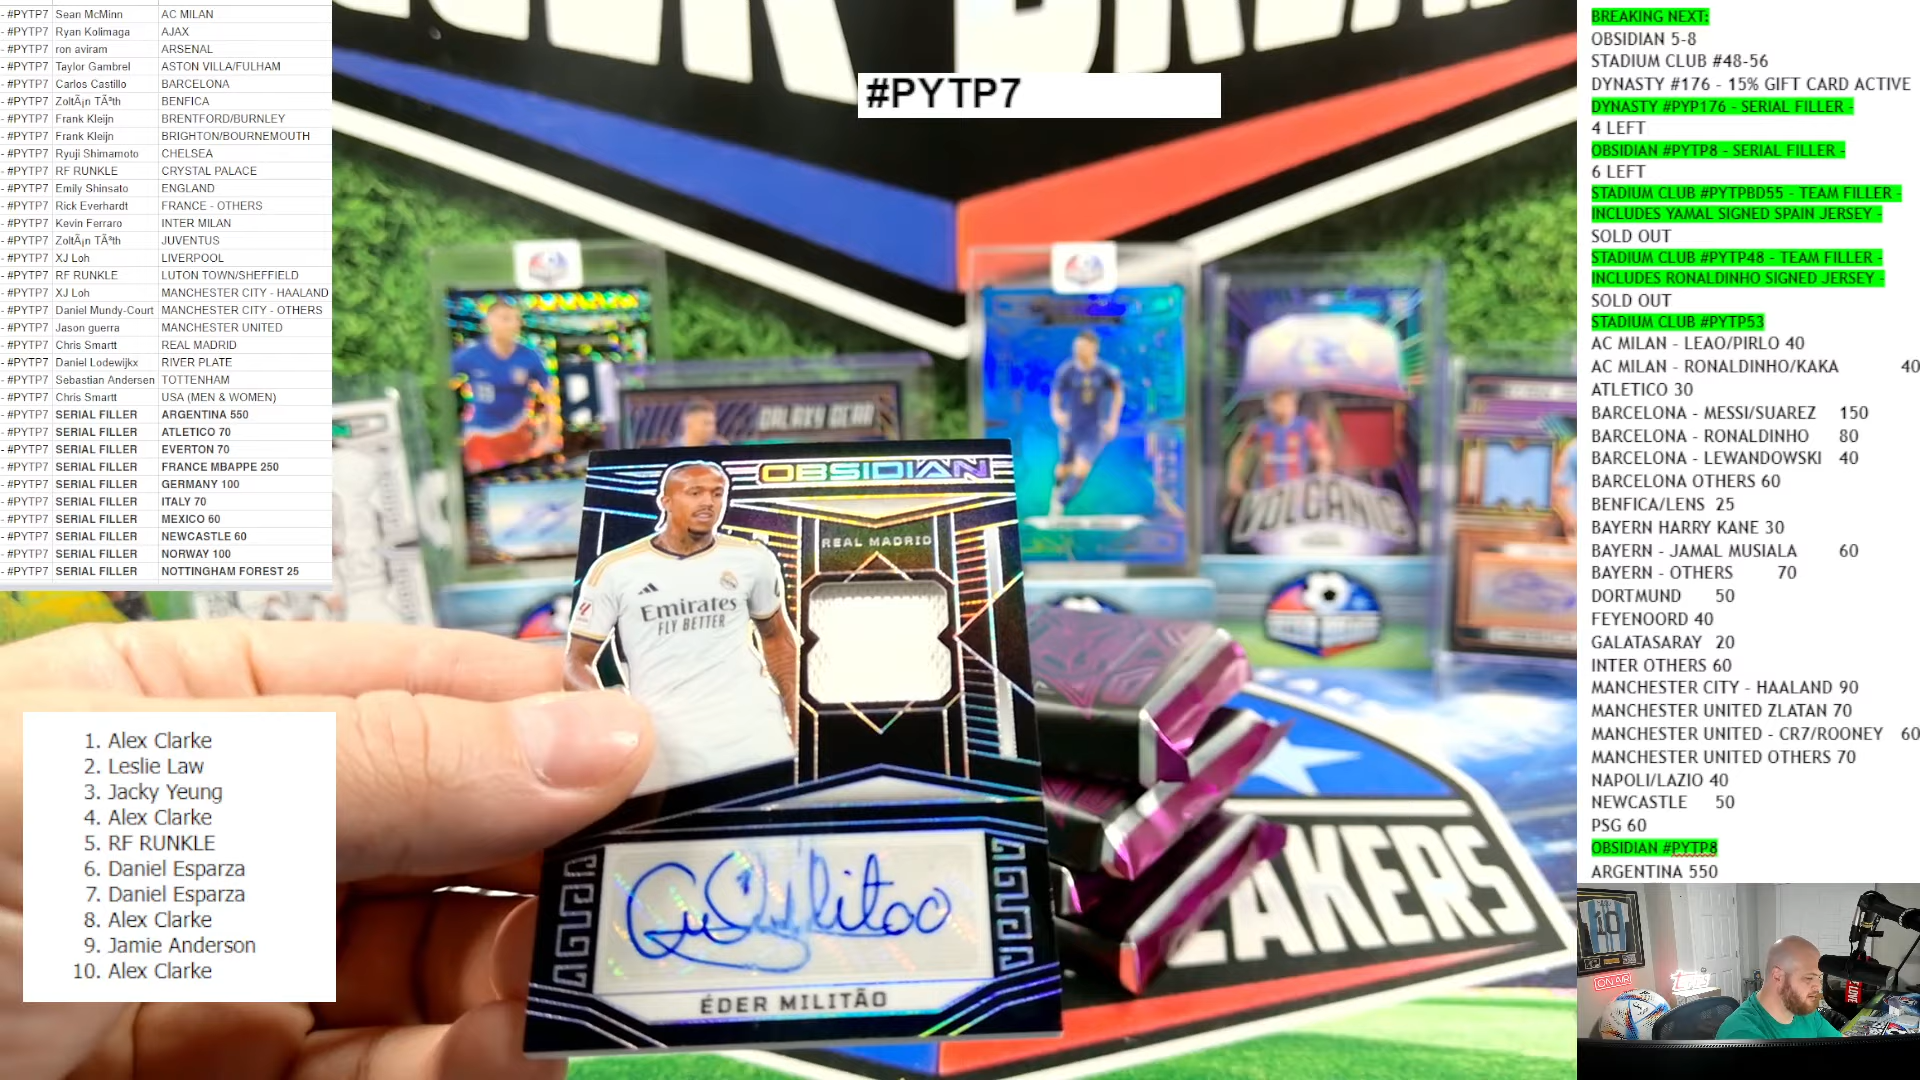 - #PYTP7 Sean McMinn AC MILAN
- #PYTP7 Ryan Kolimaga AJAX
- #PYTP7 ron aviram ARSENAL
- #PYTP7 Taylor Gambrel ASTON VILLA/FULHAM
- #PYTP7 Carlos Castillo BARCELONA
- #PYTP7 ZoltÃ¡n TÃ³th BENFICA
- #PYTP7 Frank Kleijn BRENTFORD/BURNLEY
- #PYTP7 Frank Kleijn BRIGHTON/BOURNEMOUTH
- #PYTP7 Ryuji Shimamoto CHELSEA
- #PYTP7 RF RUNKLE CRYSTAL PALACE
- #PYTP7 Emily Shinsato ENGLAND
- #PYTP7 Rick Everhardt FRANCE - OTHERS
- #PYTP7 Kevin Ferraro INTER MILAN
- #PYTP7 ZoltÃ¡n TÃ³th JUVENTUS
- #PYTP7 XJ Loh LIVERPOOL
- #PYTP7 RF RUNKLE LUTON TOWN/SHEFFIELD
- #PYTP7 XJ Loh MANCHESTER CITY - HAALAND
- #PYTP7 Daniel Mundy-Court MANCHESTER CITY - OTHERS
- #PYTP7 Jason guerra MANCHESTER UNITED
- #PYTP7 Chris Smartt REAL MADRID
- #PYTP7 Daniel Lodewijkx RIVER PLATE
- #PYTP7 Sebastian Andersen TOTTENHAM
- #PYTP7 Chris Smartt USA (MEN & WOMEN)
- #PYTP7 SERIAL FILLER ARGENTINA 550
- #PYTP7 SERIAL FILLER ATLETICO 70
- #PYTP7 SERIAL FILLER EVERTON 70
- #PYTP7 SERIAL FILLER FRANCE MBAPPE 250
- #PYTP7 SERIAL FILLER GERMANY 100
- #PYTP7 SERIAL FILLER ITALY 70
- #PYTP7 SERIAL FILLER MEXICO 60
- #PYTP7 SERIAL FILLER NEWCASTLE 60
- #PYTP7 SERIAL FILLER NORWAY 100
- #PYTP7 SERIAL FILLER NOTTINGHAM FOREST 25
#PYTP7
GALAXY GEAR
VOLCANIC
OBSIDIAN
REAL MADRID
Emirates
FLY BETTER
ÉDER MILITÃO
AKERS
1. Alex Clarke
2. Leslie Law
3. Jacky Yeung
4. Alex Clarke
5. RF RUNKLE
6. Daniel Esparza
7. Daniel Esparza
8. Alex Clarke
9. Jamie Anderson
10. Alex Clarke
BREAKING NEXT:
OBSIDIAN 5-8
STADIUM CLUB #48-56
DYNASTY #176 - 15% GIFT CARD ACTIVE
DYNASTY #PYP176 - SERIAL FILLER -
4 LEFT
OBSIDIAN #PYTP8 - SERIAL FILLER -
6 LEFT
STADIUM CLUB #PYTPBD55 - TEAM FILLER -
INCLUDES YAMAL SIGNED SPAIN JERSEY -
SOLD OUT
STADIUM CLUB #PYTP48 - TEAM FILLER -
INCLUDES RONALDINHO SIGNED JERSEY -
SOLD OUT
STADIUM CLUB #PYTP53
AC MILAN - LEAO/PIRLO 40
AC MILAN - RONALDINHO/KAKA 40
ATLETICO 30
BARCELONA - MESSI/SUAREZ 150
BARCELONA - RONALDINHO 80
BARCELONA - LEWANDOWSKI 40
BARCELONA OTHERS 60
BENFICA/LENS 25
BAYERN HARRY KANE 30
BAYERN - JAMAL MUSIALA 60
BAYERN - OTHERS 70
DORTMUND 50
FEYENOORD 40
GALATASARAY 20
INTER OTHERS 60
MANCHESTER CITY - HAALAND 90
MANCHESTER UNITED ZLATAN 70
MANCHESTER UNITED - CR7/ROONEY 60
MANCHESTER UNITED OTHERS 70
NAPOLI/LAZIO 40
NEWCASTLE 50
PSG 60
OBSIDIAN #PYTP8
ARGENTINA 550
10
ON AIR
LOVE